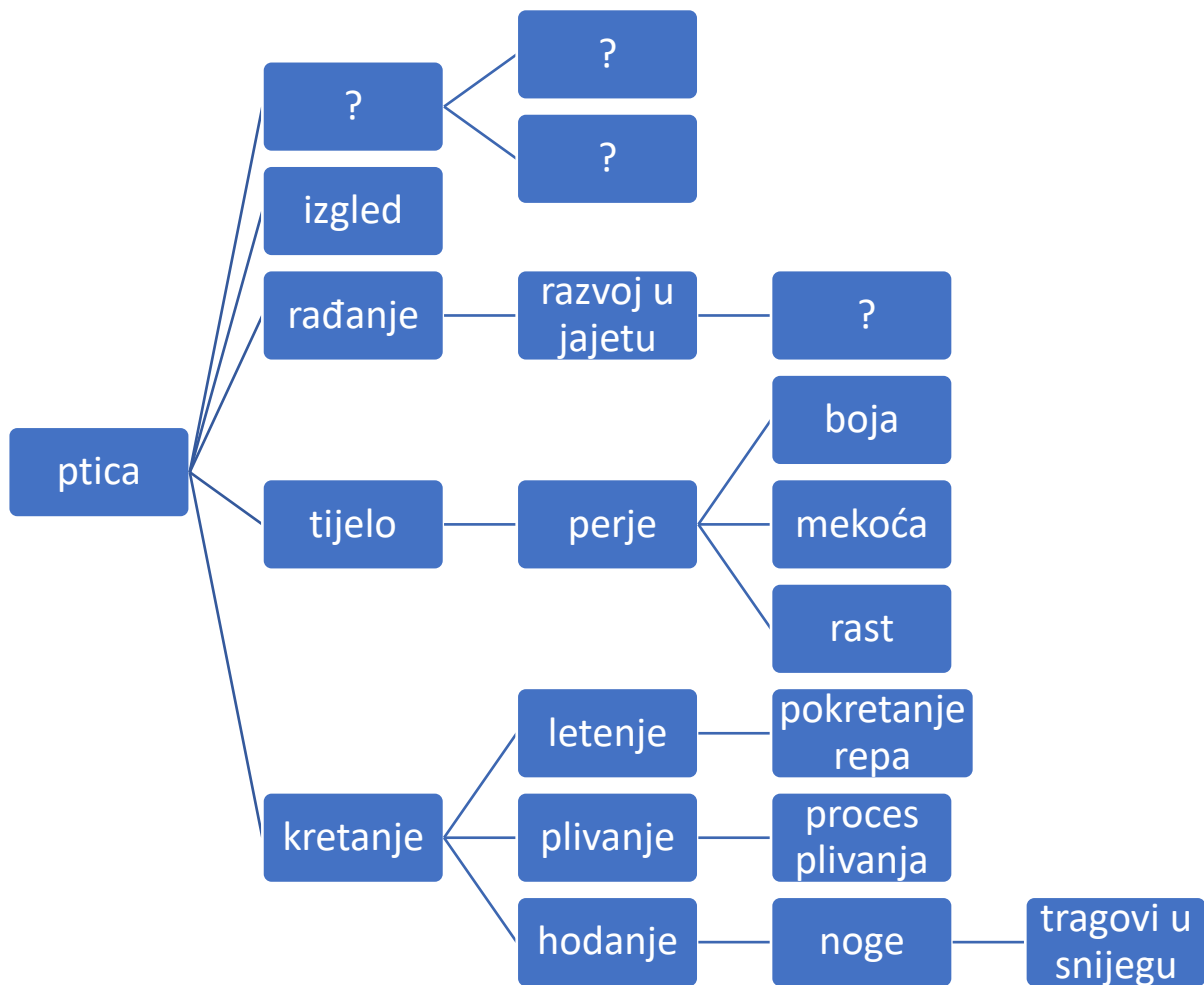 ?
?
?
izgled
rađanje
razvoj u
jajetu
?
ptica
tijelo
perje
boja
mekoća
rast
kretanje
letenje
pokretanje
repa
plivanje
proces
plivanja
hodanje
noge
tragovi u
snijegu